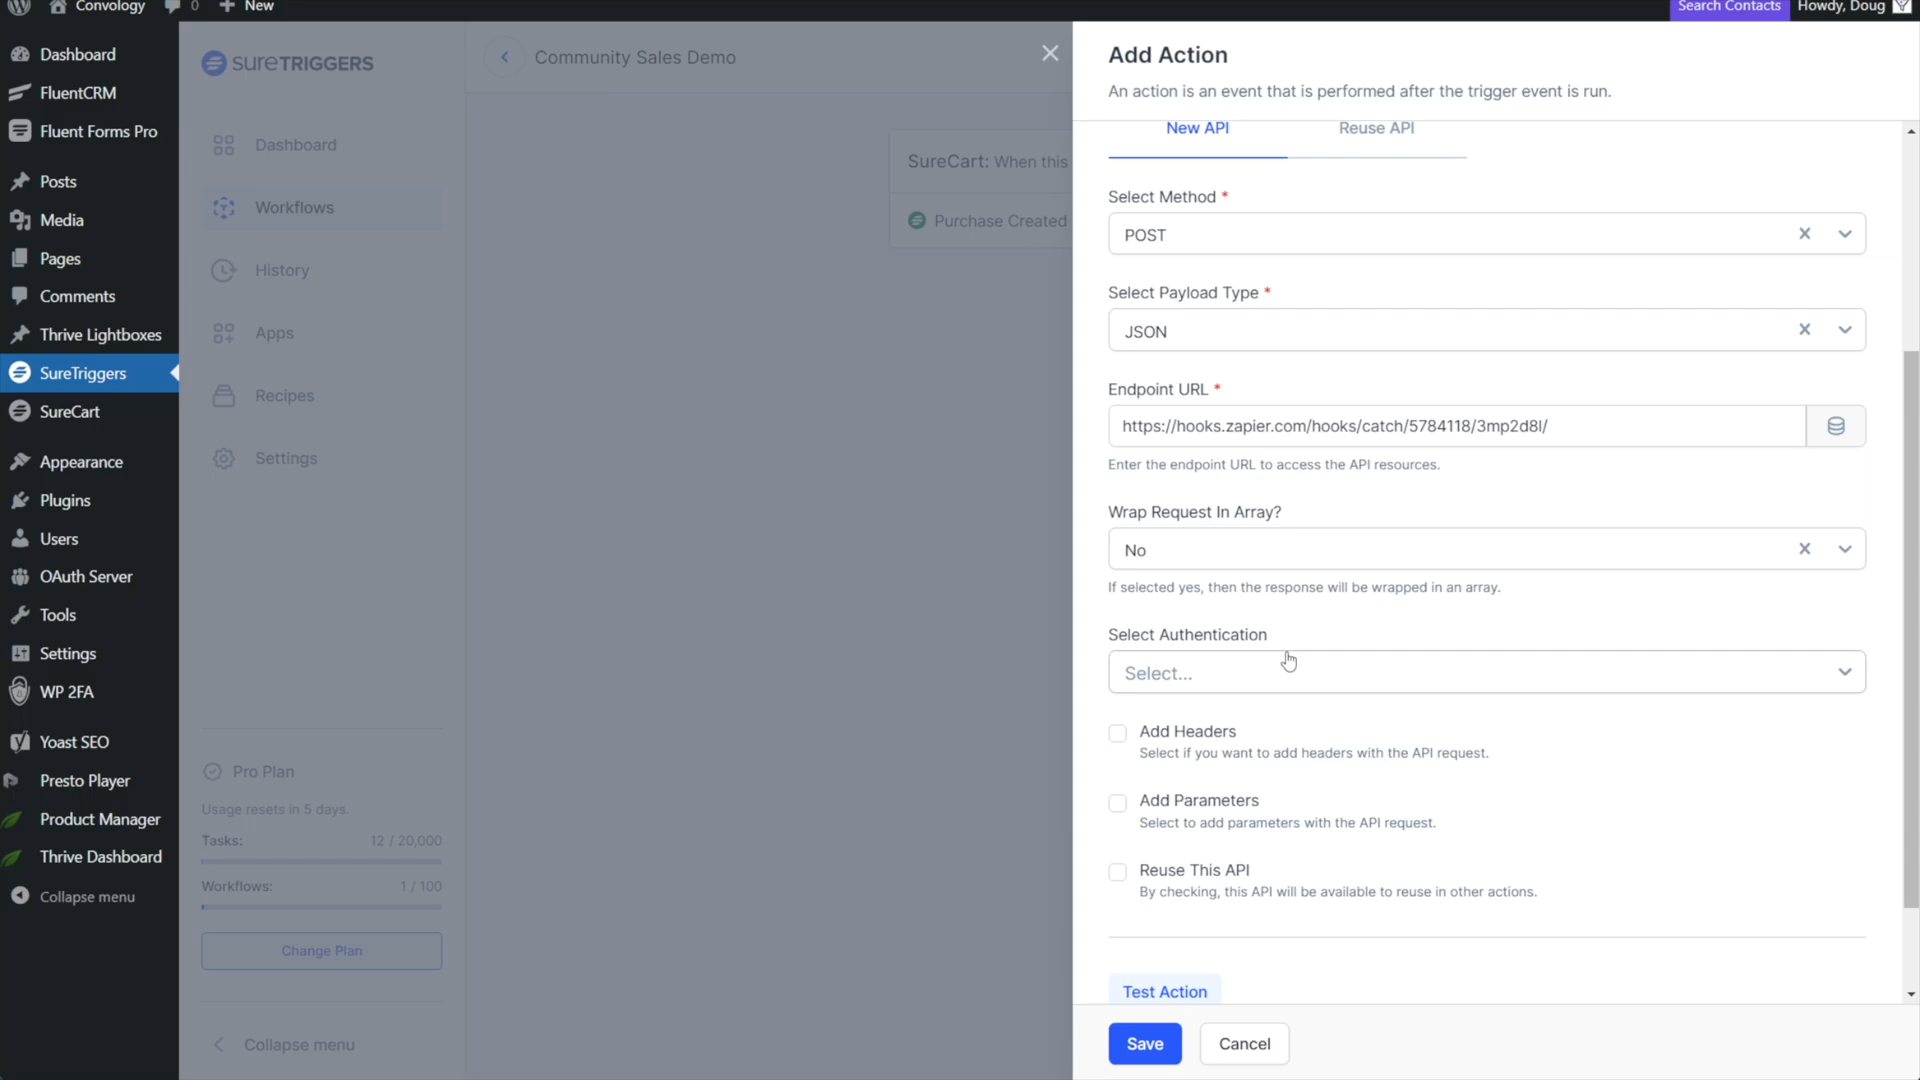 Convology
0
New
Search Contacts
Howdy, Doug
Dashboard
FluentCRM
Fluent Forms Pro
Posts
Media
Pages
Comments
Thrive Lightboxes
SureTriggers
SureCart
Appearance
Plugins
Users
OAuth Server
Tools
Settings
WP 2FA
Yoast SEO
Presto Player
Product Manager
Thrive Dashboard
Collapse menu
SURETRIGGERS
Dashboard
Workflows
History
Apps
Recipes
Settings
Pro Plan
Usage resets in 5 days.
Tasks: 12 / 20,000
Workflows: 1 / 100
Change Plan
Collapse menu
Community Sales Demo
SureCart: When this
Purchase Created
Add Action
An action is an event that is performed after the trigger event is run.
New API
Reuse API
Select Method *
POST
Select Payload Type *
JSON
Endpoint URL *
https://hooks.zapier.com/hooks/catch/5784118/3mp2d8l/
Enter the endpoint URL to access the API resources.
Wrap Request In Array?
No
If selected yes, then the response will be wrapped in an array.
Select Authentication
Select...
Add Headers
Select if you want to add headers with the API request.
Add Parameters
Select to add parameters with the API request.
Reuse This API
By checking, this API will be available to reuse in other actions.
Test Action
Save
Cancel